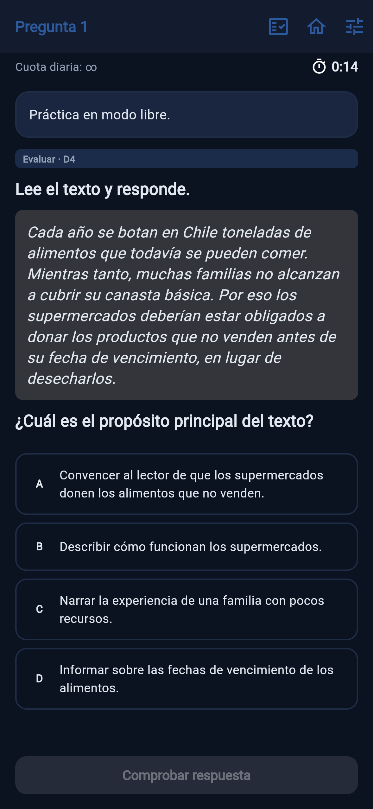 Pregunta 1
Cuota diaria: ∞
0:14
Práctica en modo libre.
Evaluar · D4
Lee el texto y responde.
Cada año se botan en Chile toneladas de
alimentos que todavía se pueden comer.
Mientras tanto, muchas familias no alcanzan
a cubrir su canasta básica. Por eso los
supermercados deberían estar obligados a
donar los productos que no venden antes de
su fecha de vencimiento, en lugar de
desecharlos.
¿Cuál es el propósito principal del texto?
A Convencer al lector de que los supermercados
donen los alimentos que no venden.
B Describir cómo funcionan los supermercados.
C Narrar la experiencia de una familia con pocos
recursos.
D Informar sobre las fechas de vencimiento de los
alimentos.
Comprobar respuesta